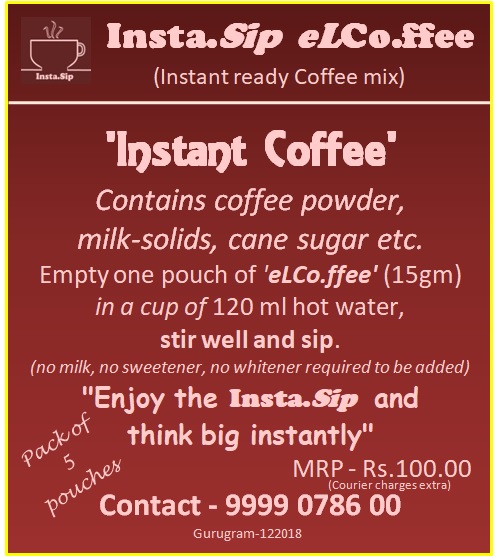 Insta.Sip eLCo.ffee
Insta.Sip
(Instant ready Coffee mix)
'Instant Coffee'
Contains coffee powder,
milk-solids, cane sugar etc.
Empty one pouch of 'eLCo.ffee' (15gm)
in a cup of 120 ml hot water,
stir well and sip.
(no milk, no sweetener, no whitener required to be added)
"Enjoy the Insta.Sip and
think big instantly"
Pack of
5
pouches
MRP - Rs.100.00
(Courier charges extra)
Contact - 9999 0786 00
Gurugram-122018